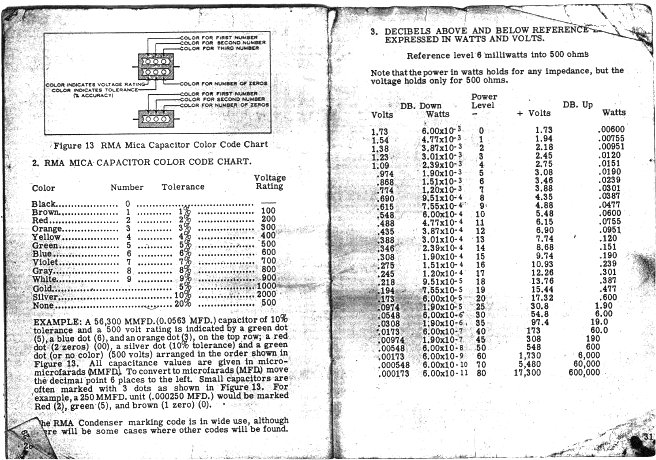 COLOR FOR FIRST NUMBER
COLOR FOR SECOND NUMBER
COLOR FOR THIRD NUMBER
COLOR INDICATES VOLTAGE RATING
COLOR INDICATES TOLERANCE
(% ACCURACY)
COLOR FOR NUMBER OF ZEROS
COLOR FOR FIRST NUMBER
COLOR FOR SECOND NUMBER
COLOR FOR NUMBER OF ZEROS
Figure 13 RMA Mica Capacitor Color Code Chart
2. RMA MICA CAPACITOR COLOR CODE CHART.
Color Number Tolerance Voltage Rating
Black 0 —
Brown 1 1% 100
Red 2 2% 200
Orange 3 3% 300
Yellow 4 4% 400
Green 5 5% 500
Blue 6 6% 600
Violet 7 7% 700
Gray 8 8% 800
White 9 9% 900
Gold 5% 1000
Silver 10% 2000
None 20% 500
EXAMPLE: A 56,300 MMFD.(0.0563 MFD.) capacitor of 10%
tolerance and a 500 volt rating is indicated by a green dot
(5), a blue dot (6), and an orange dot (3), on the top row; a red
dot (2 zeros) (00), a silver dot (10% tolerance) and a green
dot (or no color) (500 volts) arranged in the order shown in
Figure 13. All capacitance values are given in micro-
microfarads (MMFD). To convert to microfarads (MFD) move
the decimal point 6 places to the left. Small capacitors are
often marked with 3 dots as shown in Figure 13. For
example, a 250 MMFD. unit (.000250 MFD.) would be marked
Red (2), green (5), and brown (1 zero) (0).
The RMA Condenser marking code is in wide use, although
there will be some cases where other codes will be found.
3. DECIBELS ABOVE AND BELOW REFERENCE
EXPRESSED IN WATTS AND VOLTS.
Reference level 6 milliwatts into 500 ohms
Note that the power in watts holds for any impedance, but the
voltage holds only for 500 ohms.
DB. Down Power Level DB. Up
Volts Watts - + Volts Watts
1.73 6.00x10-3 0 1.73 .00600
1.54 4.77x10-3 1 1.94 .00755
1.38 3.87x10-3 2 2.18 .00951
1.23 3.01x10-3 3 2.45 .0120
1.09 2.39x10-3 4 2.75 .0151
.974 1.90x10-3 5 3.08 .0190
.868 1.51x10-3 6 3.46 .0239
.774 1.20x10-3 7 3.88 .0301
.690 9.51x10-4 8 4.35 .0387
.615 7.55x10-4 9 4.88 .0477
.548 6.00x10-4 10 5.48 .0600
.488 4.77x10-4 11 6.15 .0755
.435 3.87x10-4 12 6.90 .0951
.388 3.01x10-4 13 7.74 .120
.346 2.39x10-4 14 8.68 .151
.308 1.90x10-4 15 9.74 .190
.275 1.51x10-4 16 10.93 .239
.245 1.20x10-4 17 12.26 .301
.218 9.51x10-5 18 13.76 .387
.194 7.55x10-5 19 15.44 .477
.173 6.00x10-5 20 17.32 .600
.0974 1.90x10-5 25 30.8 1.90
.0548 6.00x10-6 30 54.8 6.00
.0308 1.90x10-6 35 97.4 19.0
.0173 6.00x10-7 40 173 60.0
.00974 1.90x10-7 45 308 190
.00548 6.00x10-8 50 548 600
.00173 6.00x10-9 60 1,730 6,000
.000548 6.00x10-10 70 5,480 60,000
.000173 6.00x10-11 80 17,300 600,000
31